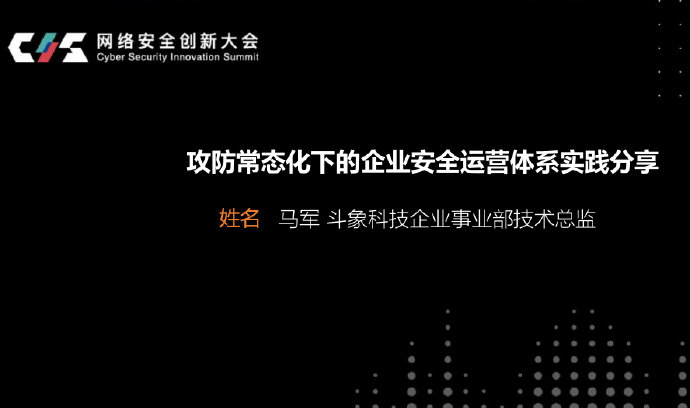 CIS 网络安全创新大会
Cyber Security Innovation Summit
攻防常态化下的企业安全运营体系实践分享
姓名 马军 斗象科技企业事业部技术总监